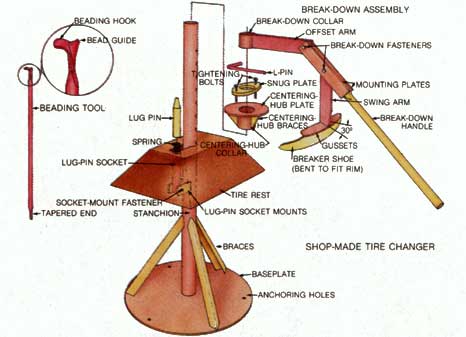 BEADING HOOK
BEAD GUIDE
BREAK-DOWN ASSEMBLY
BREAK-DOWN COLLAR
OFFSET ARM
BREAK-DOWN FASTENERS
TIGHTENING
BOLTS
L-PIN
SNUG PLATE
CENTERING-
HUB PLATE
CENTERING-
HUB BRACES
MOUNTING PLATES
SWING ARM
BREAK-DOWN
HANDLE
30°
GUSSETS
BREAKER SHOE
(BENT TO FIT RIM)
BEADING TOOL
LUG PIN
SPRING
CENTERING-HUB
COLLAR
LUG-PIN SOCKET
TIRE REST
SOCKET-MOUNT FASTENER
STANCHION
LUG-PIN SOCKET MOUNTS
TAPERED END
BRACES
SHOP-MADE TIRE CHANGER
BASEPLATE
ANCHORING HOLES